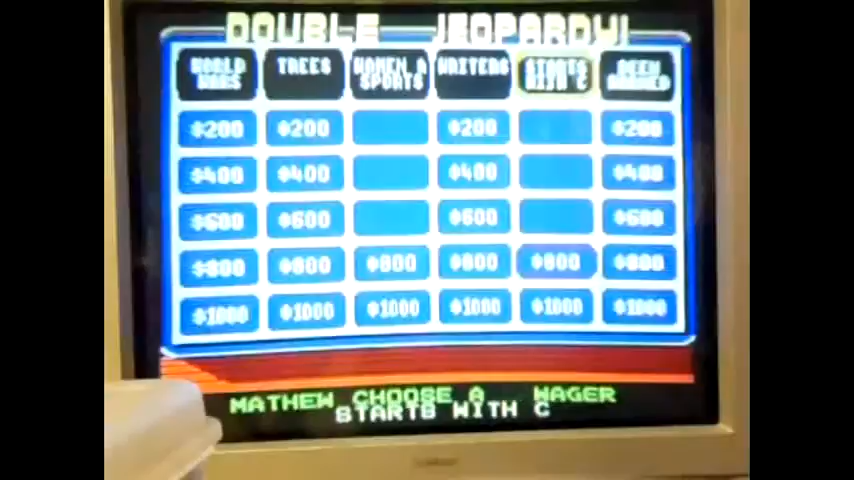 DOUBLE JEOPARDY!
WORLD WARS TREES WOMEN & SPORTS WRITERS STARTS WITH C BEEN NAMED
$200 $200 $200 $200
$400 $400 $400 $400
$600 $600 $600 $600
$800 $800 $800 $800 $800 $800
$1000 $1000 $1000 $1000 $1000 $1000
MATHEW CHOOSE A WAGER
STARTS WITH C